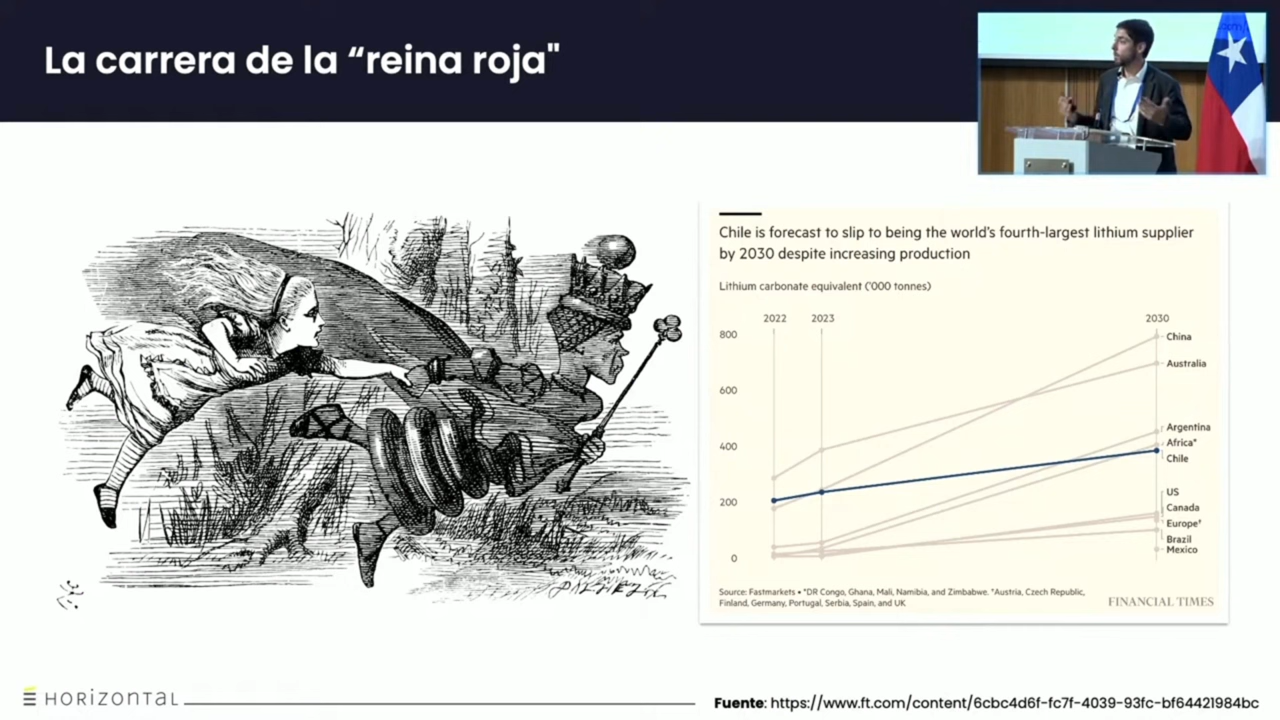 La carrera de la “reina roja"
Chile is forecast to slip to being the world's fourth-largest lithium supplier
by 2030 despite increasing production
Lithium carbonate equivalent ('000 tonnes)
2022 2023 2030
800
600
400
200
0
China
Australia
Argentina
Africa*
Chile
US
Canada
Europe†
Brazil
Mexico
Source: Fastmarkets • *DR Congo, Ghana, Mali, Namibia, and Zimbabwe. †Austria, Czech Republic,
Finland, Germany, Portugal, Serbia, Spain, and UK
FINANCIAL TIMES
HORIZONTAL
Fuente: https://www.ft.com/content/6cbc4d6f-fc7f-4039-93fc-bf64421984bc